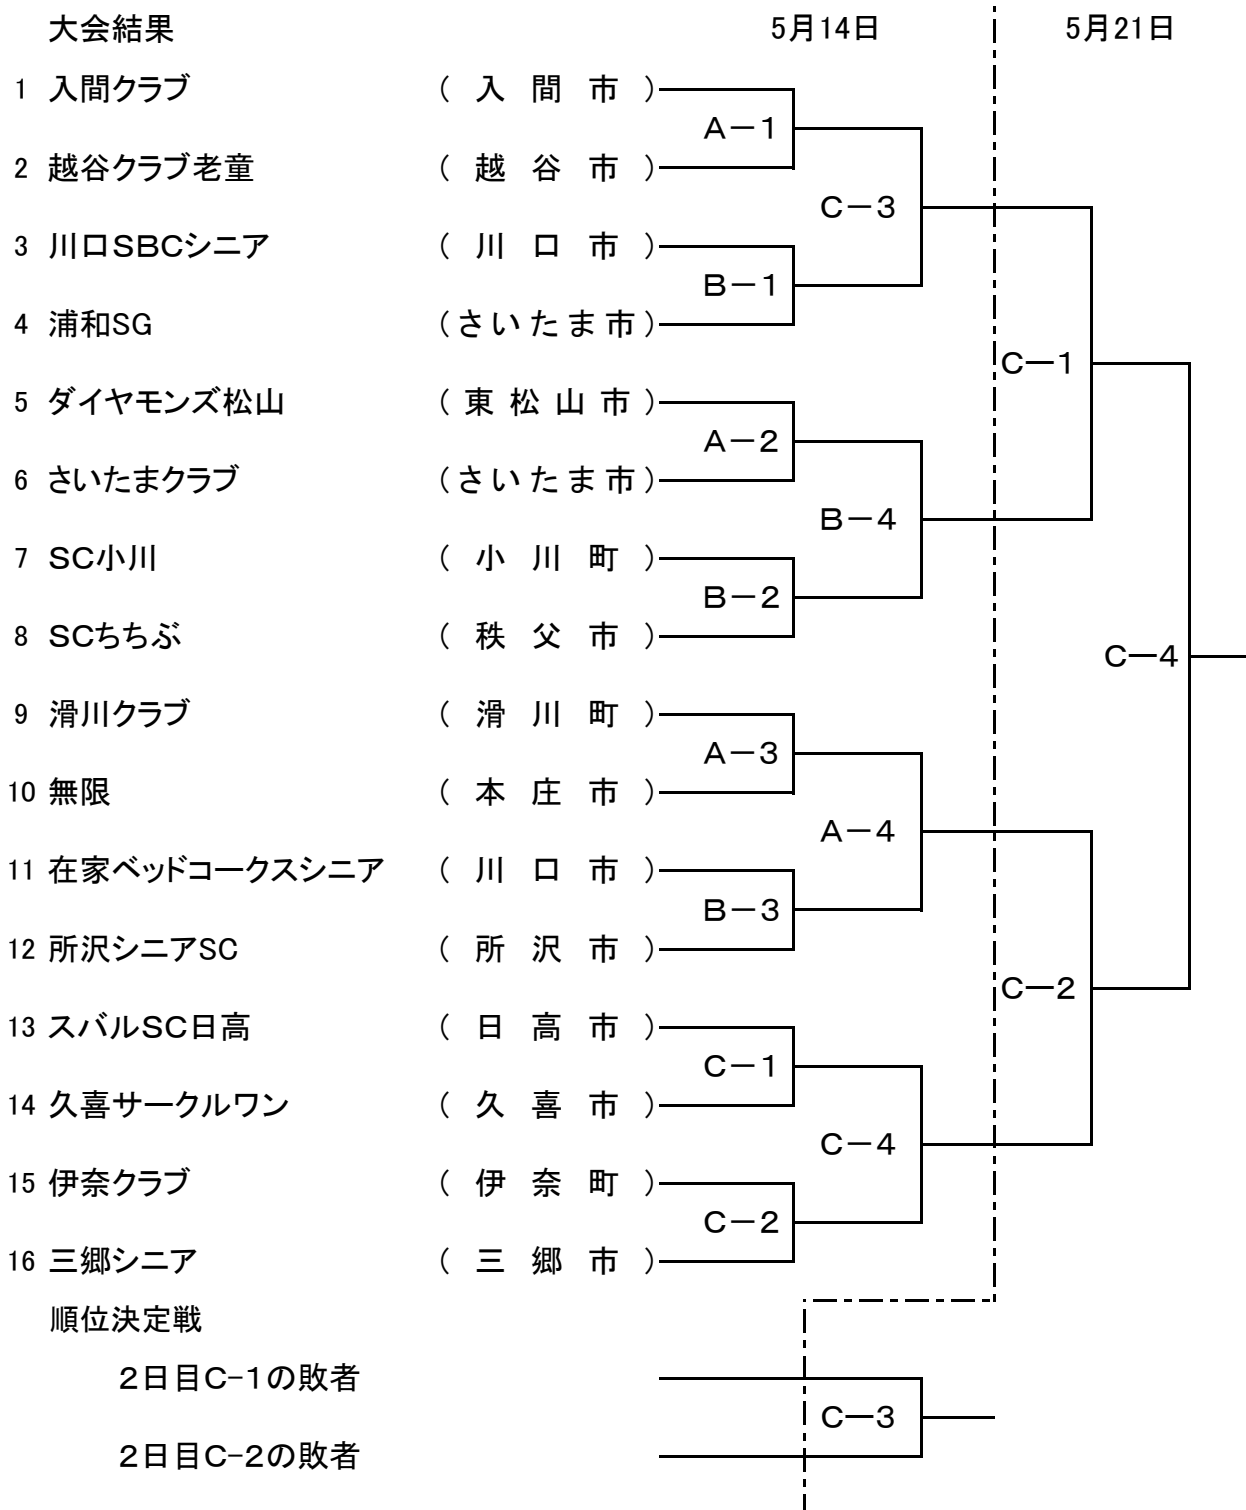 大会結果 5月14日 5月21日
1 入間クラブ (入間市)
A－1
2 越谷クラブ老童 (越谷市)
C－3
3 川口SBCシニア (川口市)
B－1
4 浦和SG (さいたま市)
C－1
5 ダイヤモンズ松山 (東松山市)
A－2
6 さいたまクラブ (さいたま市)
B－4
7 SC小川 (小川町)
B－2
8 SCちちぶ (秩父市)
C－4
9 滑川クラブ (滑川町)
A－3
10 無限 (本庄市)
A－4
11 在家ベッドコークスシニア (川口市)
B－3
12 所沢シニアSC (所沢市)
C－2
13 スバルSC日高 (日高市)
C－1
14 久喜サークルワン (久喜市)
C－4
15 伊奈クラブ (伊奈町)
C－2
16 三郷シニア (三郷市)
順位決定戦
2日目C-1の敗者
C－3
2日目C-2の敗者